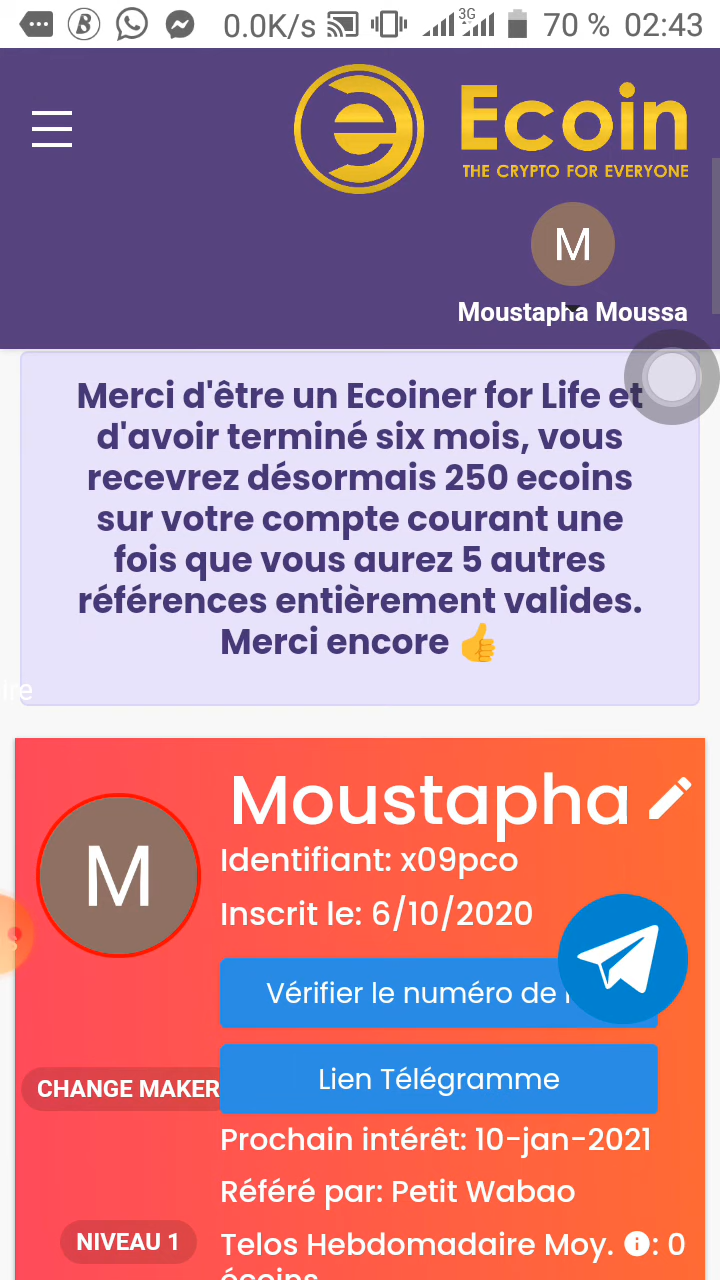 0.0K/s 3G 70 % 02:43
Ecoin
THE CRYPTO FOR EVERYONE
M
Moustapha Moussa
Merci d'être un Ecoiner for Life et
d'avoir terminé six mois, vous
recevrez désormais 250 ecoins
sur votre compte courant une
fois que vous aurez 5 autres
références entièrement valides.
Merci encore 👍
ire
Moustapha
M
Identifiant: x09pco
Inscrit le: 6/10/2020
Vérifier le numéro de
Lien Télégramme
CHANGE MAKER
Prochain intérêt: 10-jan-2021
Référé par: Petit Wabao
NIVEAU 1
Telos Hebdomadaire Moy. : 0
écoins